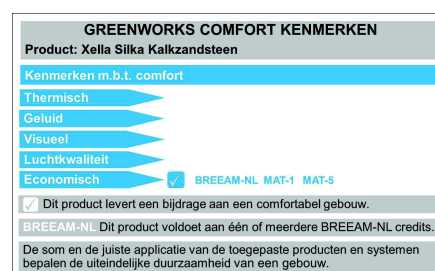 GREENWORKS COMFORT KENMERKEN
Product: Xella Silka Kalkzandsteen
Kenmerken m.b.t. comfort
Thermisch
Geluid
Visueel
Luchtkwaliteit
Economisch BREEAM-NL MAT-1 MAT-5
Dit product levert een bijdrage aan een comfortabel gebouw.
BREEAM-NL Dit product voldoet aan één of meerdere BREEAM-NL credits.
De som en de juiste applicatie van de toegepaste producten en systemen
bepalen de uiteindelijke duurzaamheid van een gebouw.